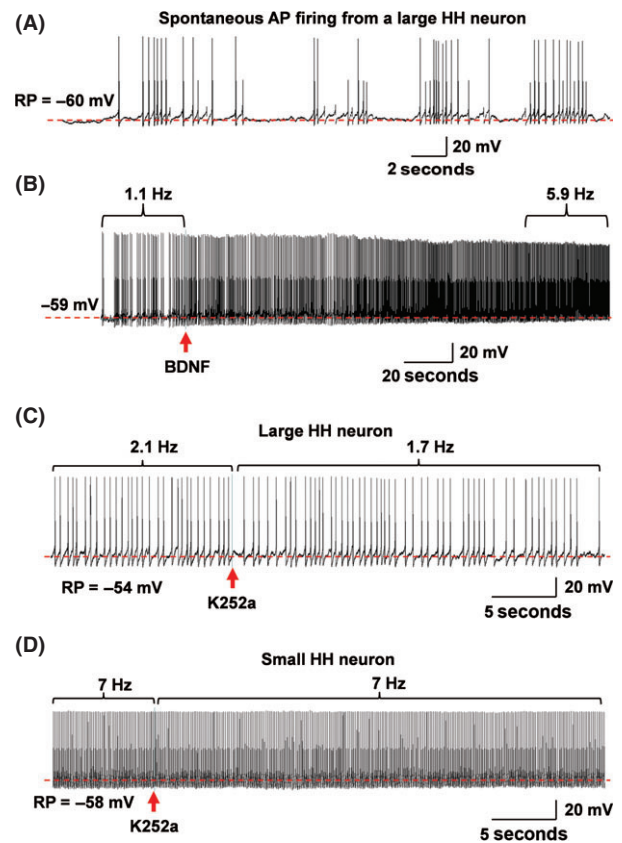 (A)
Spontaneous AP firing from a large HH neuron
RP = –60 mV
20 mV
2 seconds
(B)
1.1 Hz
5.9 Hz
–59 mV
BDNF
20 mV
20 seconds
(C)
Large HH neuron
2.1 Hz
1.7 Hz
RP = –54 mV
K252a
20 mV
5 seconds
(D)
Small HH neuron
7 Hz
7 Hz
RP = –58 mV
K252a
20 mV
5 seconds